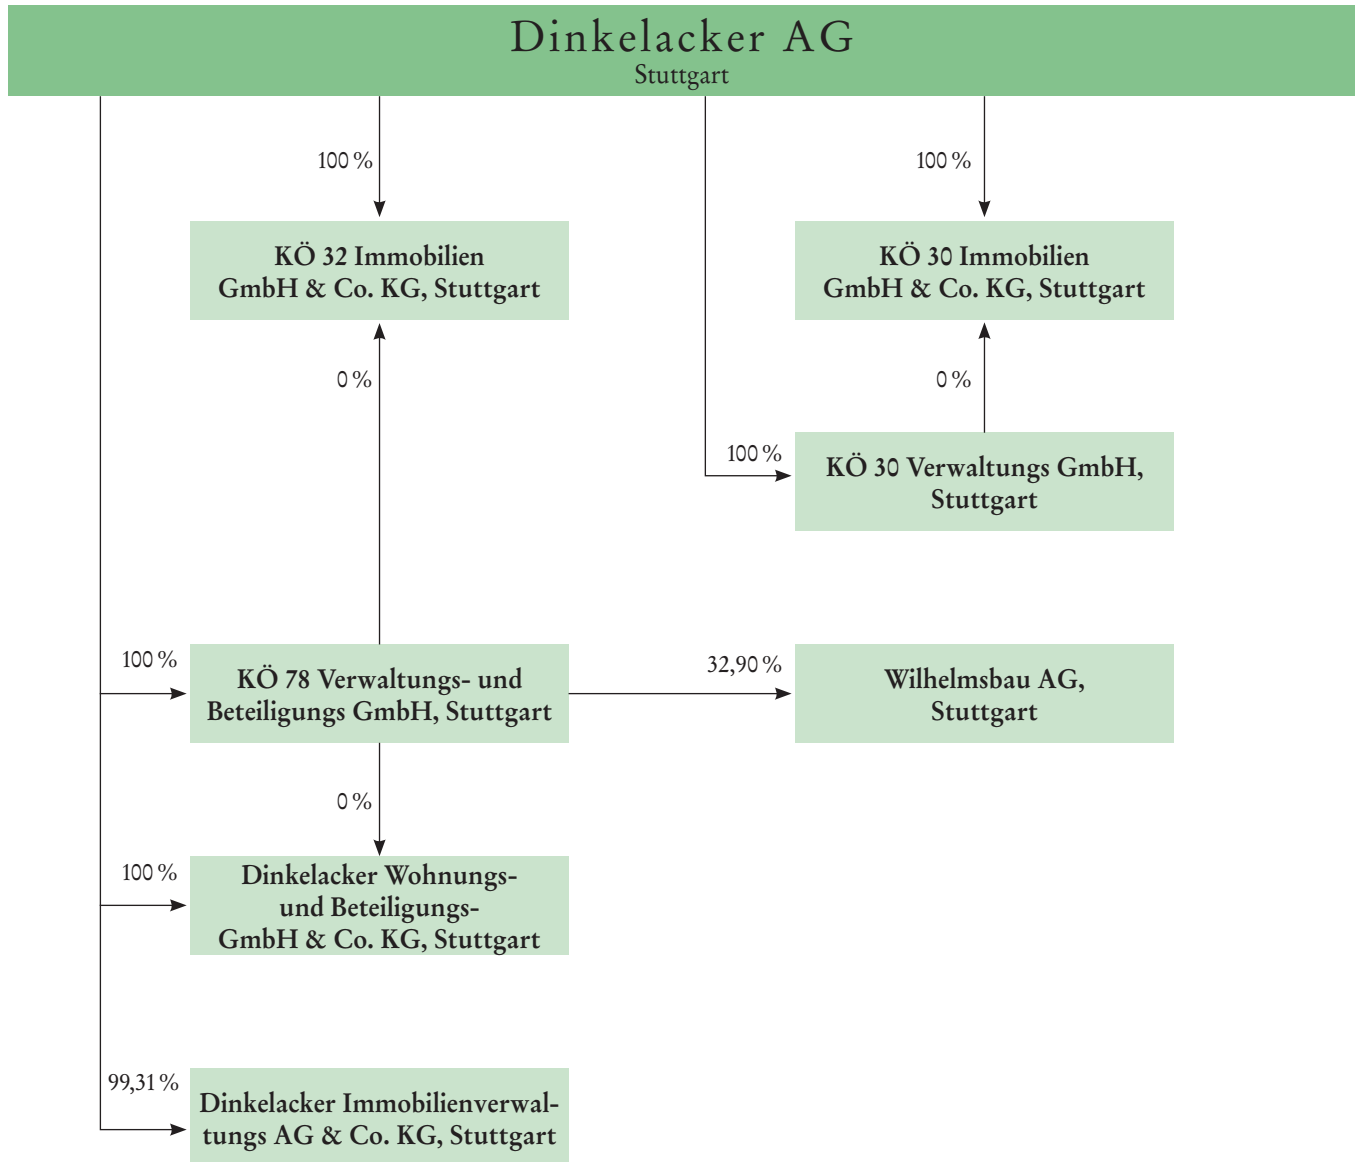 Dinkelacker AG
Stuttgart
100 %
100 %
KÖ 32 Immobilien
GmbH & Co. KG, Stuttgart
KÖ 30 Immobilien
GmbH & Co. KG, Stuttgart
0 %
0 %
100 %
KÖ 30 Verwaltungs GmbH,
Stuttgart
100 %
KÖ 78 Verwaltungs- und
Beteiligungs GmbH, Stuttgart
32,90 %
Wilhelmsbau AG,
Stuttgart
0 %
100 %
Dinkelacker Wohnungs-
und Beteiligungs-
GmbH & Co. KG, Stuttgart
99,31 %
Dinkelacker Immobilienverwal-
tungs AG & Co. KG, Stuttgart